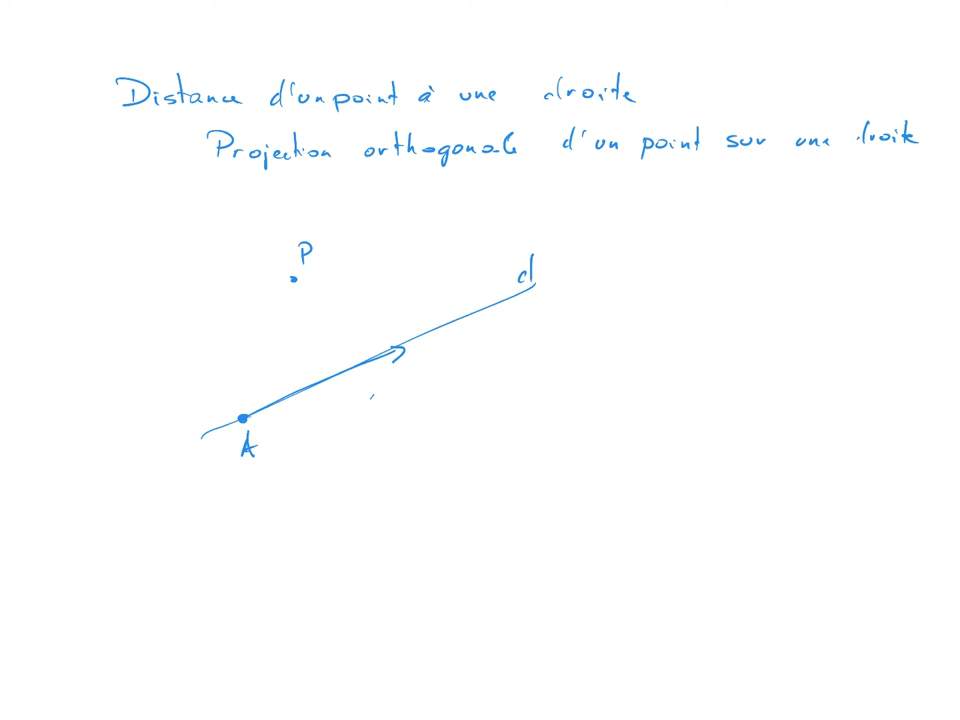 Distance d'un point à une droite
Projection orthogonale d'un point sur une droite
P
d
A